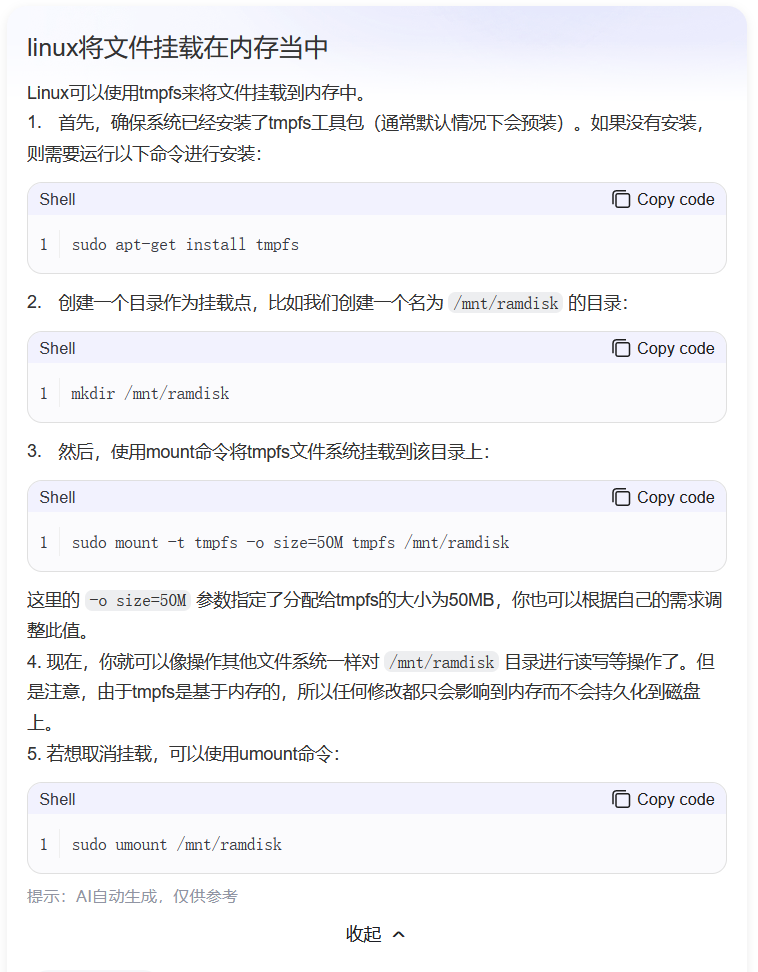 linux将文件挂载在内存当中
Linux可以使用tmpfs来将文件挂载到内存中。
1. 首先，确保系统已经安装了tmpfs工具包（通常默认情况下会预装）。如果没有安装，
则需要运行以下命令进行安装：
Shell Copy code
1 sudo apt-get install tmpfs
2. 创建一个目录作为挂载点，比如我们创建一个名为 /mnt/ramdisk 的目录：
Shell Copy code
1 mkdir /mnt/ramdisk
3. 然后，使用mount命令将tmpfs文件系统挂载到该目录上：
Shell Copy code
1 sudo mount -t tmpfs -o size=50M tmpfs /mnt/ramdisk
这里的 -o size=50M 参数指定了分配给tmpfs的大小为50MB，你也可以根据自己的需求调
整此值。
4. 现在，你就可以像操作其他文件系统一样对 /mnt/ramdisk 目录进行读写等操作了。但
是注意，由于tmpfs是基于内存的，所以任何修改都只会影响到内存而不会持久化到磁盘
上。
5. 若想取消挂载，可以使用umount命令：
Shell Copy code
1 sudo umount /mnt/ramdisk
提示：AI自动生成，仅供参考
收起